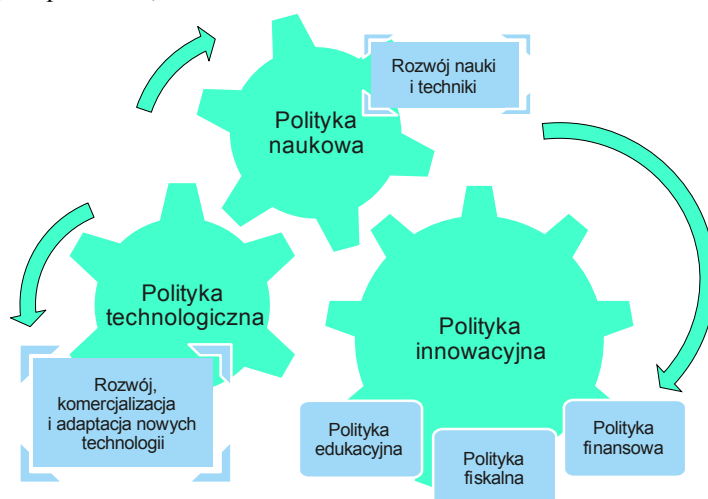 Rozwój nauki
i techniki
Polityka
naukowa
Polityka
technologiczna
Polityka
innowacyjna
Rozwój,
komercjalizacja
i adaptacja nowych
technologii
Polityka
edukacyjna
Polityka
fiskalna
Polityka
finansowa